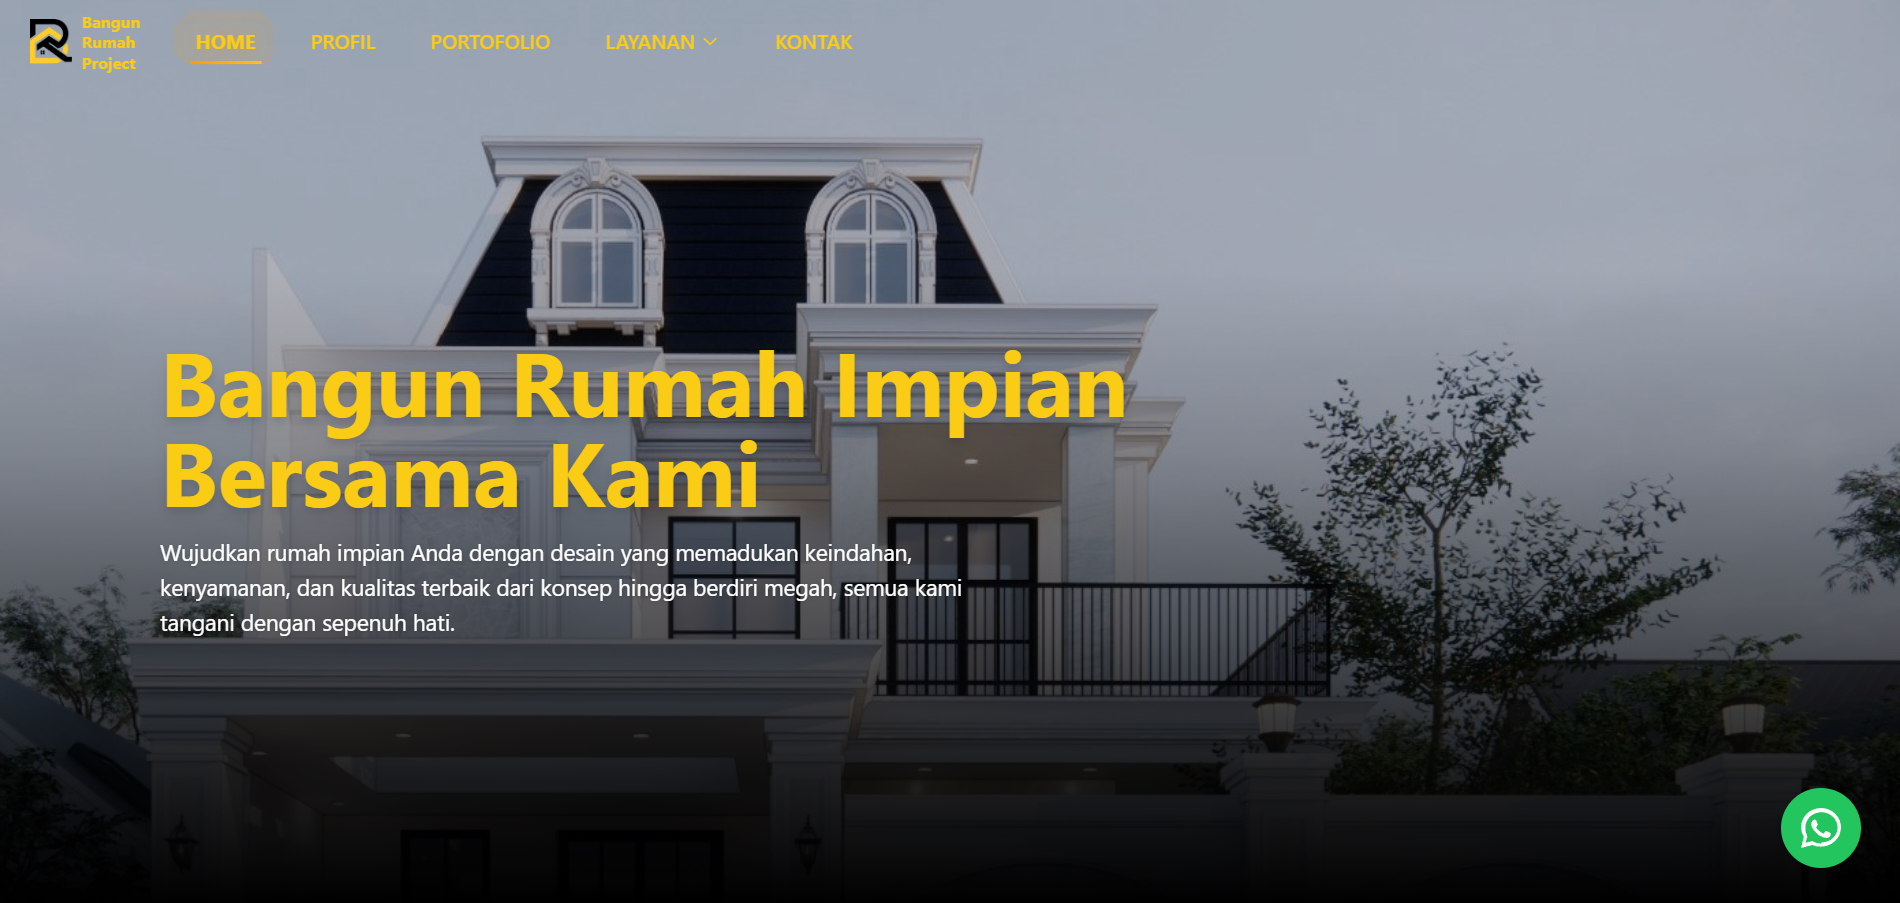 Bangun
Rumah
Project
HOME PROFIL PORTOFOLIO LAYANAN KONTAK
Bangun Rumah Impian
Bersama Kami
Wujudkan rumah impian Anda dengan desain yang memadukan keindahan,
kenyamanan, dan kualitas terbaik dari konsep hingga berdiri megah, semua kami
tangani dengan sepenuh hati.